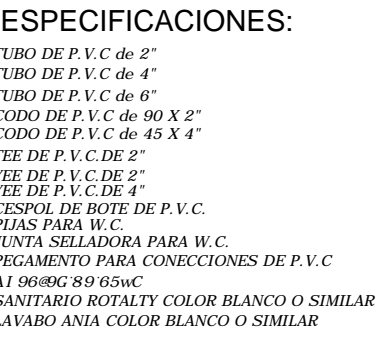 ESPECIFICACIONES:
TUBO DE P.V.C de 2"
TUBO DE P.V.C de 4"
TUBO DE P.V.C de 6"
CODO DE P.V.C de 90 X 2"
CODO DE P.V.C de 45 X 4"
TEE DE P.V.C.DE 2"
YEE DE P.V.C.DE 2"
YEE DE P.V.C.DE 4"
CESPOL DE BOTE DE P.V.C.
PIJAS PARA W.C.
JUNTA SELLADORA PARA W.C.
PEGAMENTO PARA CONECCIONES DE P.V.C
SANITARIO ROTALTY COLOR BLANCO O SIMILAR
LAVABO ANIA COLOR BLANCO O SIMILAR